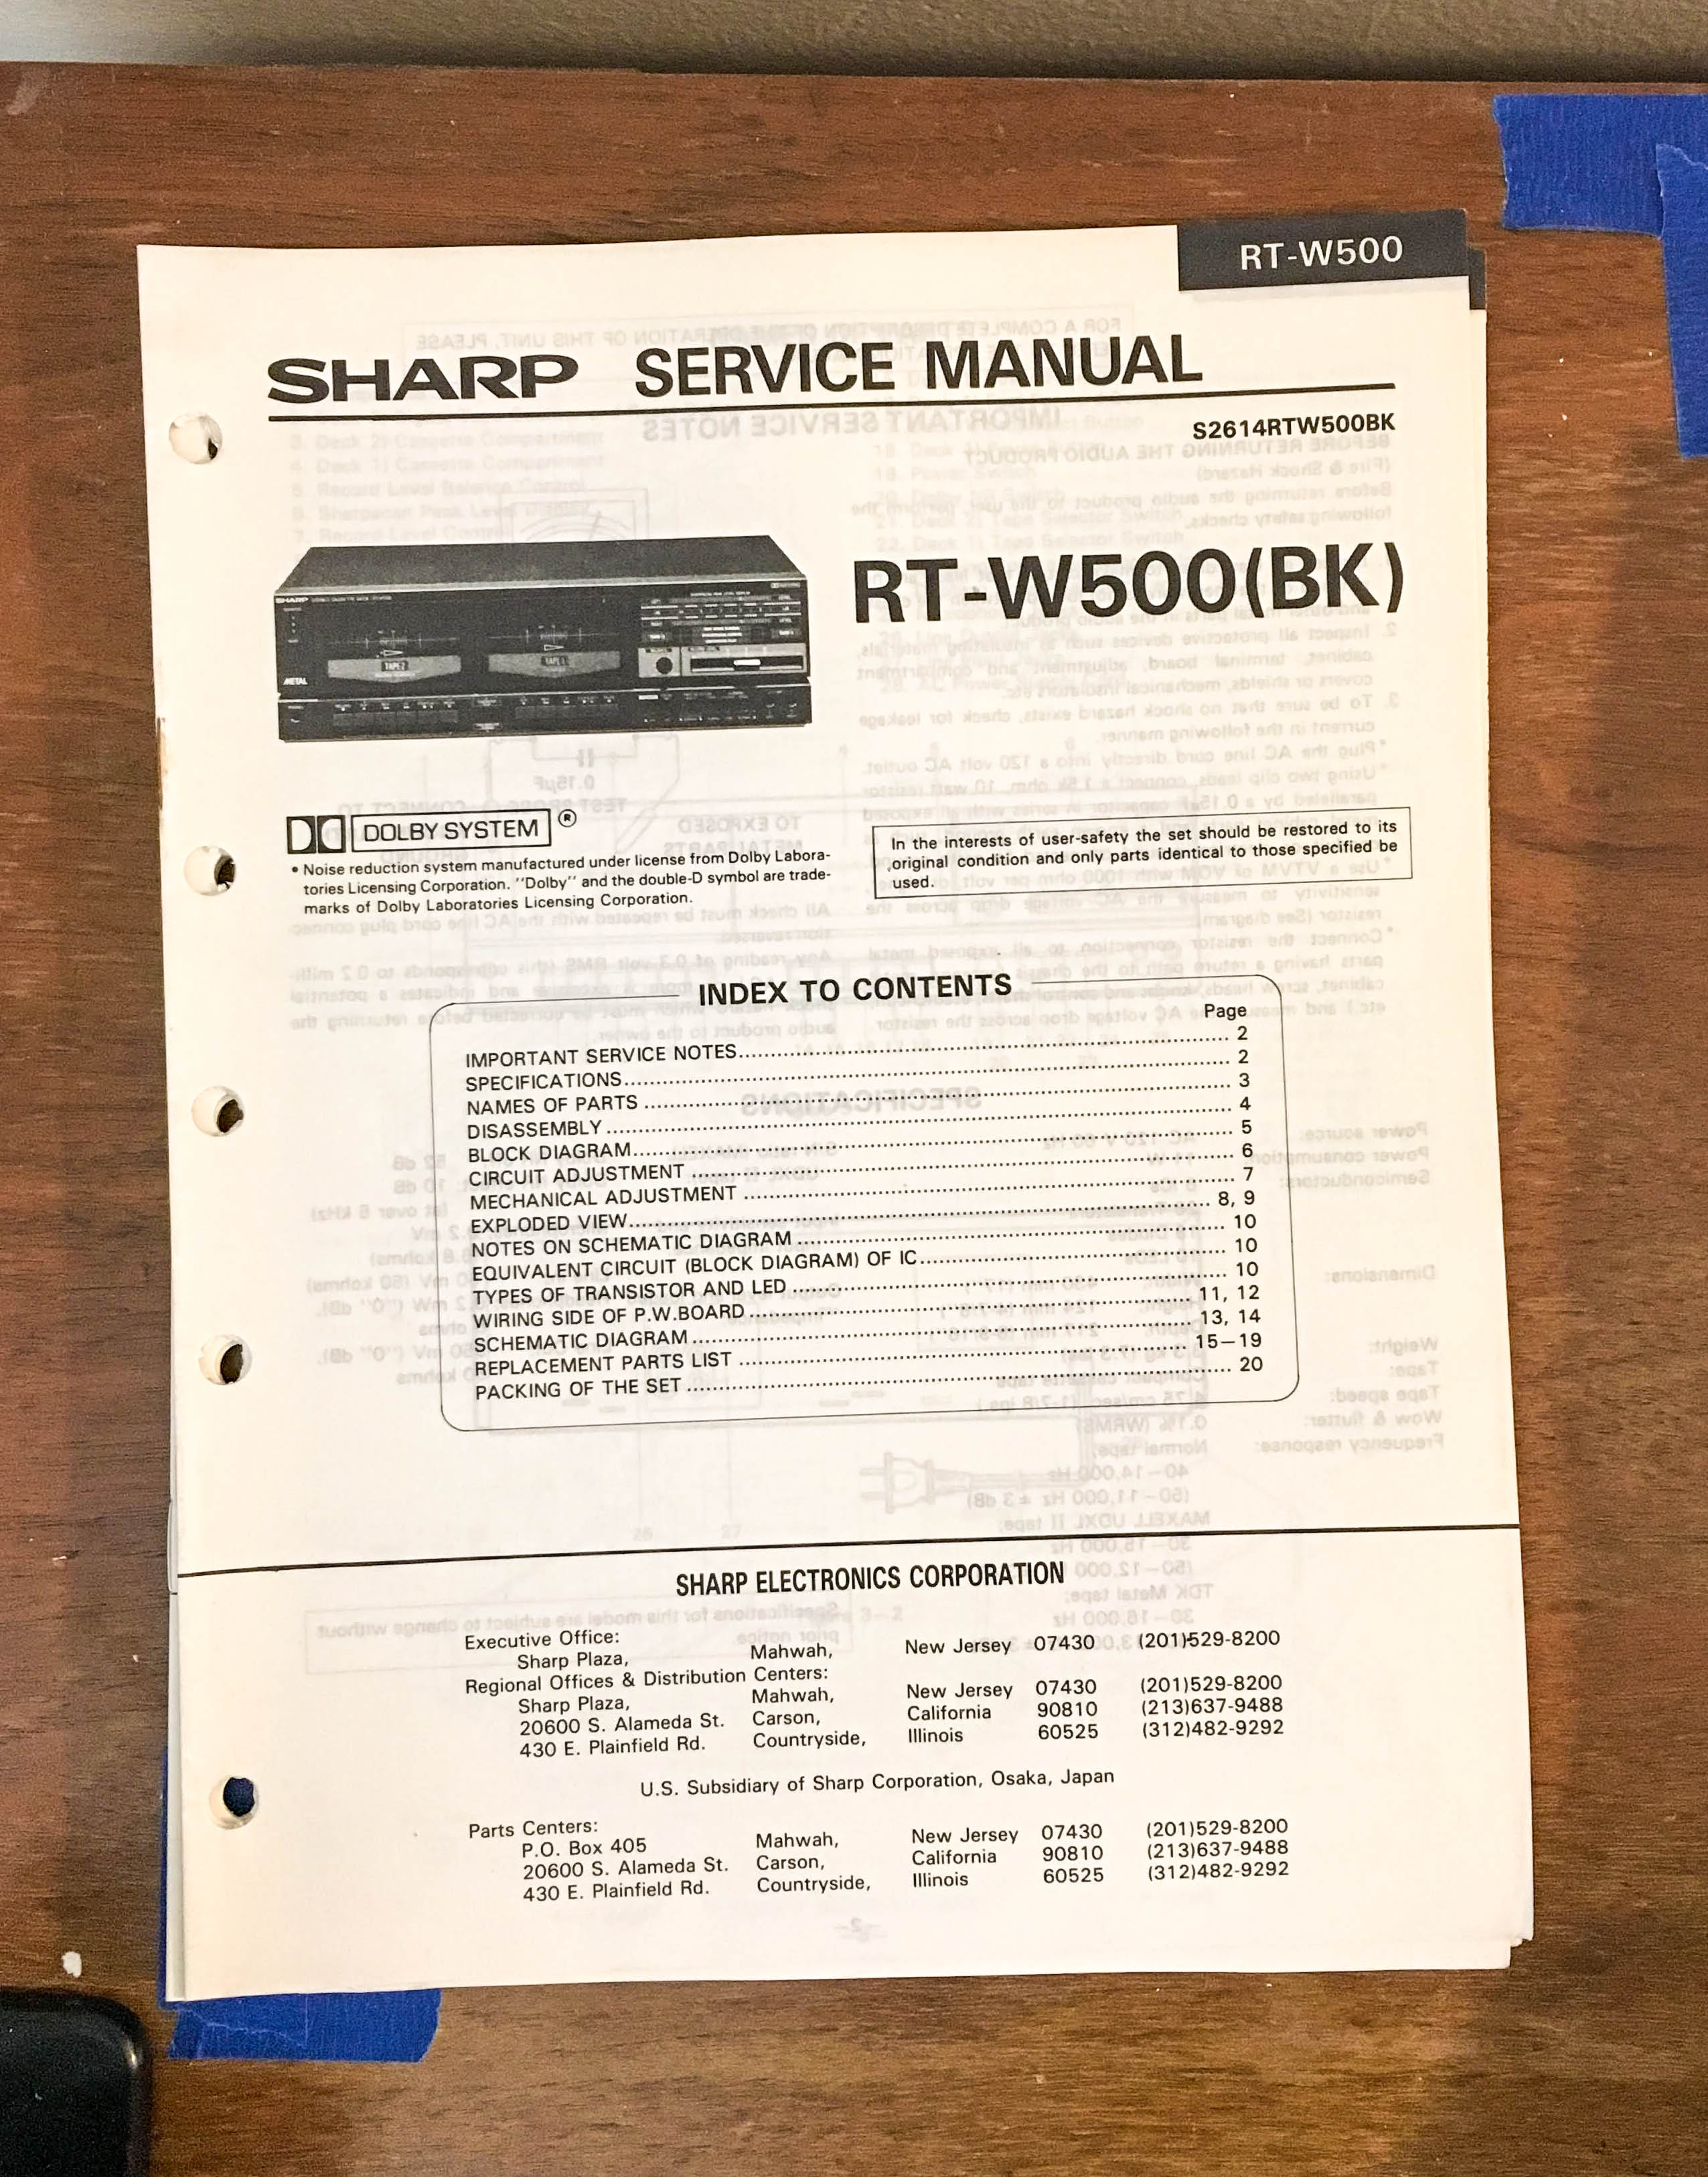 RT-W500
SHARP SERVICE MANUAL
S2614RTW500BK
RT-W500(BK)
SHARP
TAPE 2
TAPE 1
METAL
DOLBY SYSTEM ®
• Noise reduction system manufactured under license from Dolby Labora-
tories Licensing Corporation. "Dolby" and the double-D symbol are trade-
marks of Dolby Laboratories Licensing Corporation.
In the interests of user-safety the set should be restored to its
original condition and only parts identical to those specified be
used.
INDEX TO CONTENTS
Page
IMPORTANT SERVICE NOTES 2
SPECIFICATIONS 2
NAMES OF PARTS 3
DISASSEMBLY 4
BLOCK DIAGRAM 5
CIRCUIT ADJUSTMENT 6
MECHANICAL ADJUSTMENT 7
EXPLODED VIEW 8, 9
NOTES ON SCHEMATIC DIAGRAM 10
EQUIVALENT CIRCUIT (BLOCK DIAGRAM) OF IC 10
TYPES OF TRANSISTOR AND LED 10
WIRING SIDE OF P.W.BOARD 11, 12
SCHEMATIC DIAGRAM 13, 14
REPLACEMENT PARTS LIST 15–19
PACKING OF THE SET 20
SHARP ELECTRONICS CORPORATION
Executive Office:
Sharp Plaza, Mahwah, New Jersey 07430 (201)529-8200
Regional Offices & Distribution Centers:
Sharp Plaza, Mahwah, New Jersey 07430 (201)529-8200
20600 S. Alameda St. Carson, California 90810 (213)637-9488
430 E. Plainfield Rd. Countryside, Illinois 60525 (312)482-9292
U.S. Subsidiary of Sharp Corporation, Osaka, Japan
Parts Centers:
P.O. Box 405 Mahwah, New Jersey 07430 (201)529-8200
20600 S. Alameda St. Carson, California 90810 (213)637-9488
430 E. Plainfield Rd. Countryside, Illinois 60525 (312)482-9292